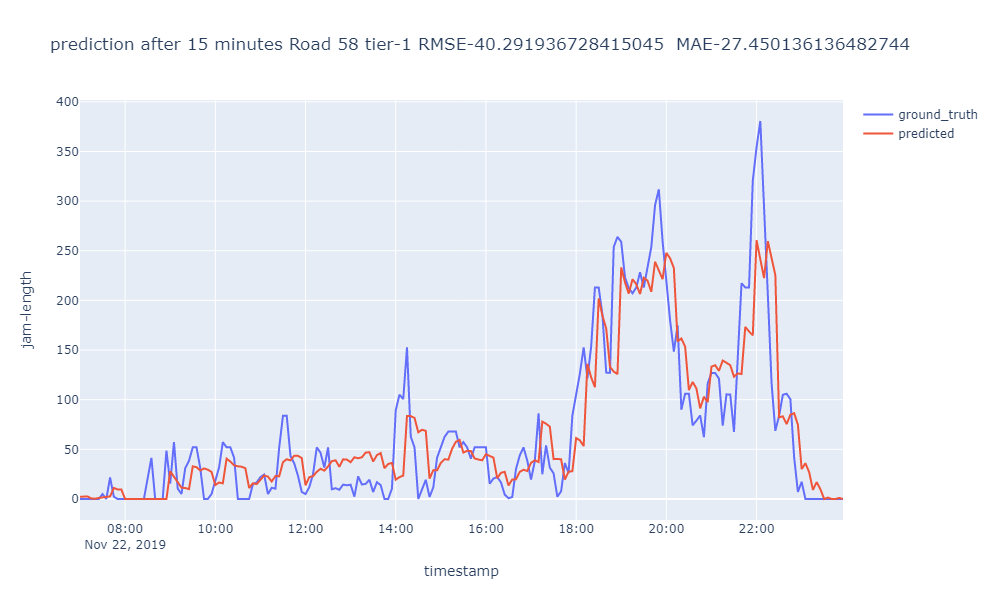 prediction after 15 minutes Road 58 tier-1 RMSE-40.291936728415045  MAE-27.450136136482744
400
350
300
250
200
150
100
50
0
jam-length
08:00 10:00 12:00 14:00 16:00 18:00 20:00 22:00
Nov 22, 2019
timestamp
ground_truth
predicted